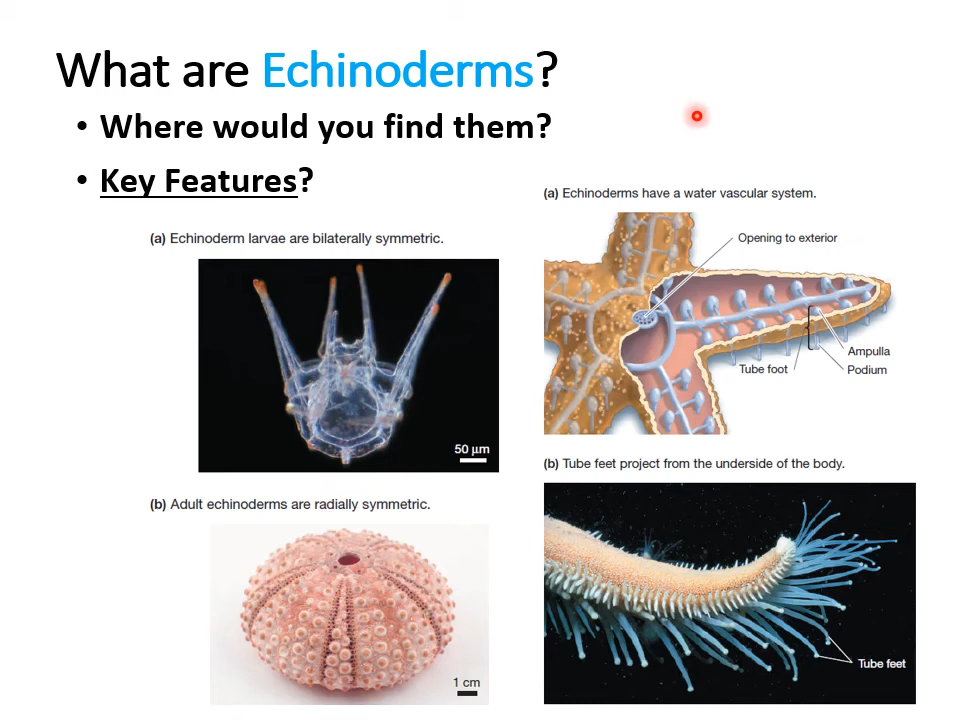 What are Echinoderms?
• Where would you find them?
• Key Features?
(a) Echinoderm larvae are bilaterally symmetric.
50 µm
(b) Adult echinoderms are radially symmetric.
1 cm
(a) Echinoderms have a water vascular system.
Opening to exterior
Ampulla
Tube foot
Podium
(b) Tube feet project from the underside of the body.
Tube feet